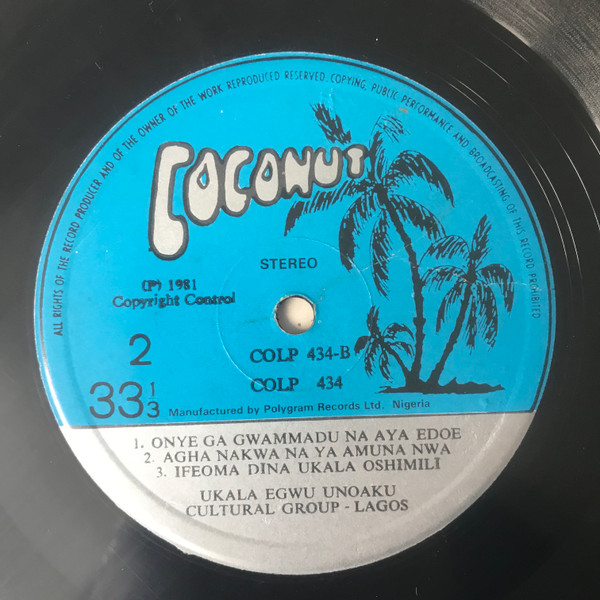 ALL RIGHTS OF THE RECORD PRODUCER AND OF THE OWNER OF THE WORK REPRODUCED RESERVED. COPYING, PUBLIC PERFORMANCE AND BROADCASTING OF THIS RECORD PROHIBITED
COCONUT
STEREO
(P) 1981
Copyright Control
2
COLP 434-B
COLP 434
33 1/3
Manufactured by Polygram Records Ltd. Nigeria
1. ONYE GA GWAMMADU NA AYA EDOE
2. AGHA NAKWA NA YA AMUNA NWA
3. IFEOMA DINA UKALA OSHIMILI
UKALA EGWU UNOAKU
CULTURAL GROUP - LAGOS